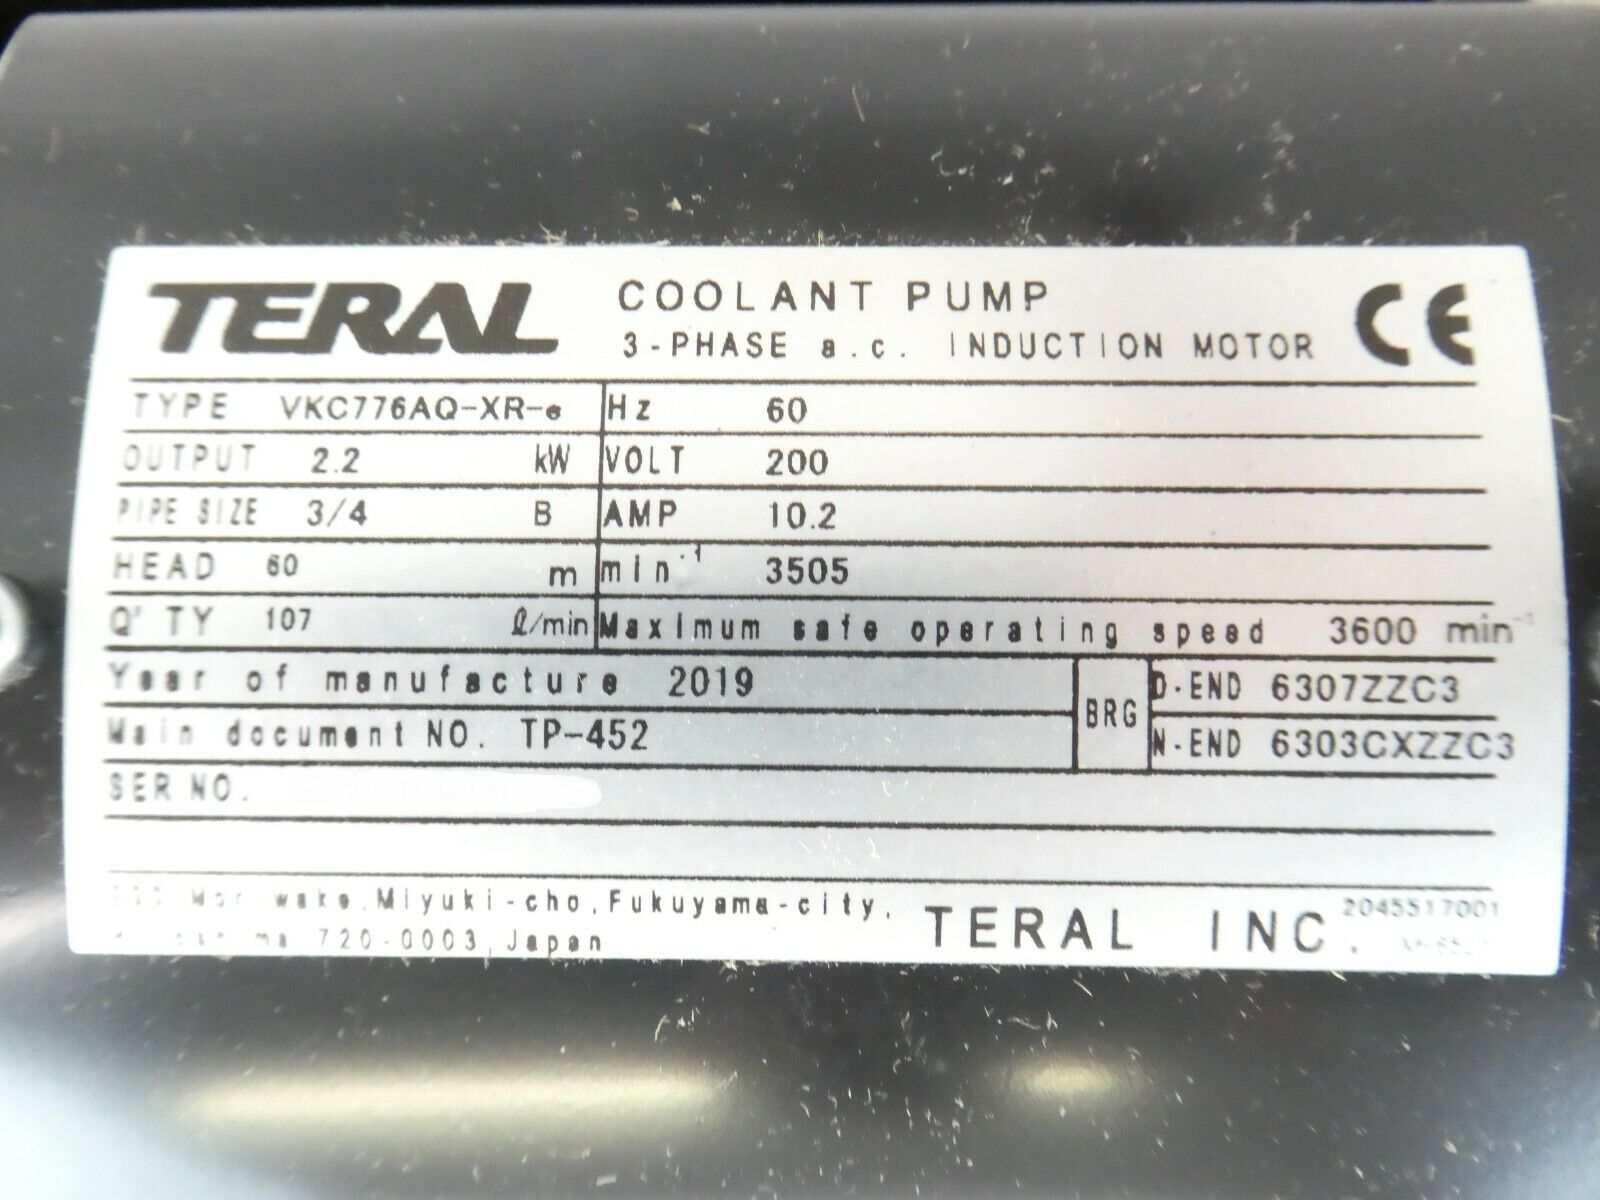 TERAL COOLANT PUMP CE
3-PHASE a.c. INDUCTION MOTOR
TYPE VKC776AQ-XR-e Hz 60
OUTPUT 2.2 kW VOLT 200
PIPE SIZE 3/4 B AMP 10.2
HEAD 60 m min-1 3505
Q'TY 107 ℓ/min Maximum safe operating speed 3600 min-1
Year of manufacture 2019 BRG D-END 6307ZZC3
Main document NO. TP-452 N-END 6303CXZZC3
SER NO.
Miyuki-cho, Fukuyama-city,
720-0003, Japan
TERAL INC. 2045517001